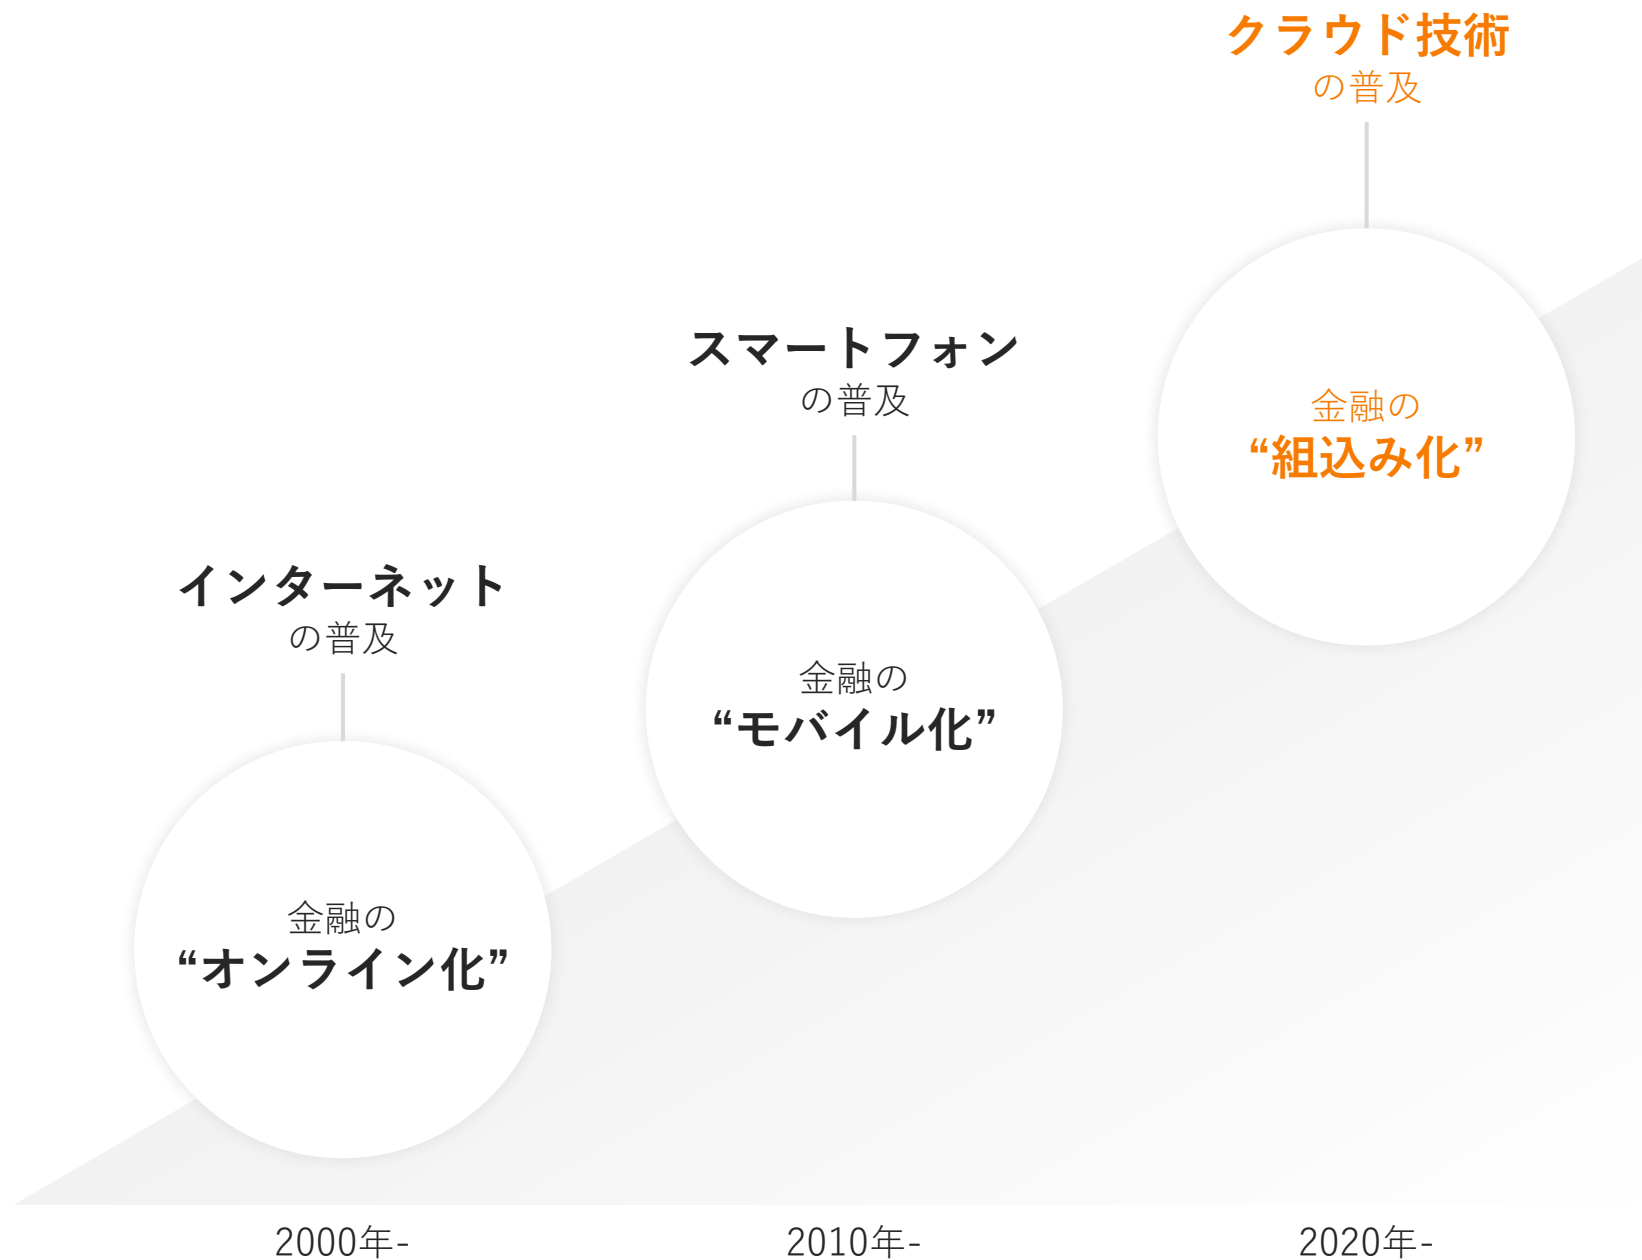 クラウド技術
の普及
金融の
“組込み化”
スマートフォン
の普及
金融の
“モバイル化”
インターネット
の普及
金融の
“オンライン化”
2000年-
2010年-
2020年-